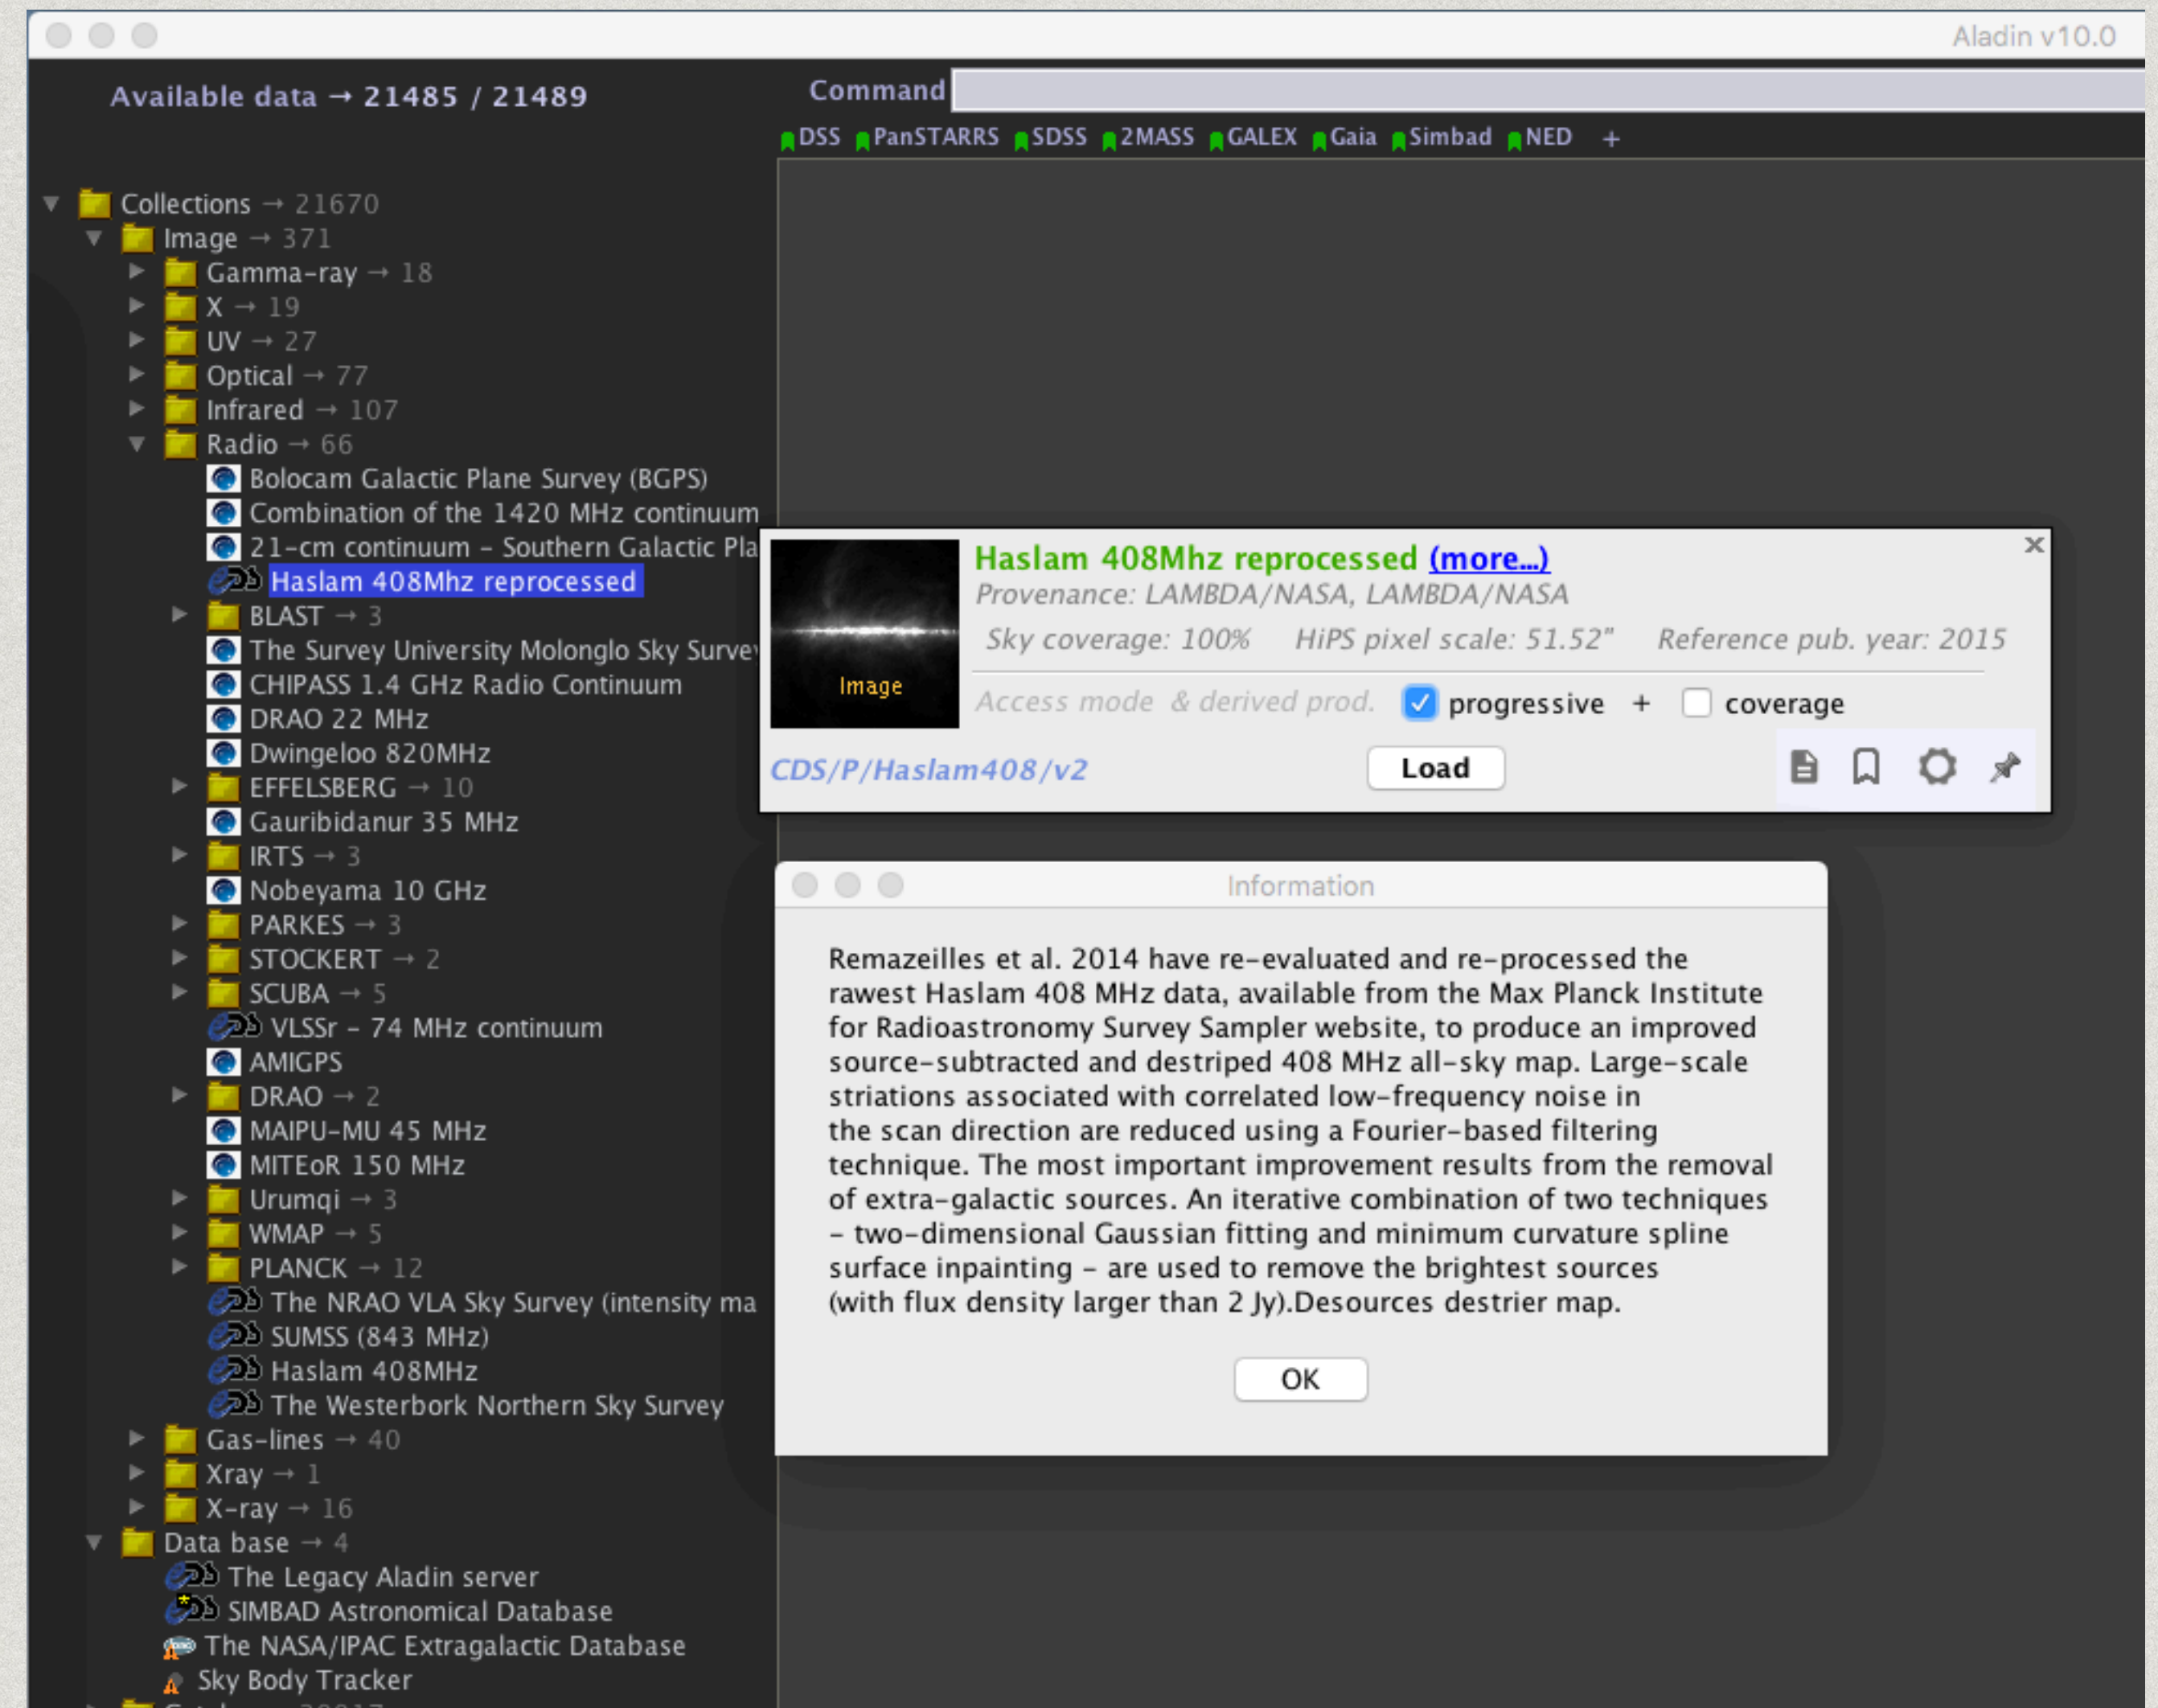 Aladin v10.0
Available data → 21485 / 21489
Command
DSS PanSTARRS SDSS 2MASS GALEX Gaia Simbad NED +
Collections → 21670
Image → 371
Gamma-ray → 18
X → 19
UV → 27
Optical → 77
Infrared → 107
Radio → 66
Bolocam Galactic Plane Survey (BGPS)
Combination of the 1420 MHz continuum
21-cm continuum – Southern Galactic Pla
Haslam 408Mhz reprocessed
BLAST → 3
The Survey University Molonglo Sky Survey
CHIPASS 1.4 GHz Radio Continuum
DRAO 22 MHz
Dwingeloo 820MHz
EFFELSBERG → 10
Gauribidanur 35 MHz
IRTS → 3
Nobeyama 10 GHz
PARKES → 3
STOCKERT → 2
SCUBA → 5
VLSSr – 74 MHz continuum
AMIGPS
DRAO → 2
MAIPU-MU 45 MHz
MITEoR 150 MHz
Urumqi → 3
WMAP → 5
PLANCK → 12
The NRAO VLA Sky Survey (intensity ma
SUMSS (843 MHz)
Haslam 408MHz
The Westerbork Northern Sky Survey
Gas-lines → 40
Xray → 1
X-ray → 16
Data base → 4
The Legacy Aladin server
SIMBAD Astronomical Database
The NASA/IPAC Extragalactic Database
Sky Body Tracker
Haslam 408Mhz reprocessed (more...)
Provenance: LAMBDA/NASA, LAMBDA/NASA
Sky coverage: 100% HiPS pixel scale: 51.52" Reference pub. year: 2015
Image
Access mode & derived prod. progressive + coverage
CDS/P/Haslam408/v2
Load
Information
Remazeilles et al. 2014 have re-evaluated and re-processed the
rawest Haslam 408 MHz data, available from the Max Planck Institute
for Radioastronomy Survey Sampler website, to produce an improved
source-subtracted and destriped 408 MHz all-sky map. Large-scale
striations associated with correlated low-frequency noise in
the scan direction are reduced using a Fourier-based filtering
technique. The most important improvement results from the removal
of extra-galactic sources. An iterative combination of two techniques
– two-dimensional Gaussian fitting and minimum curvature spline
surface inpainting – are used to remove the brightest sources
(with flux density larger than 2 Jy).Desources destrier map.
OK